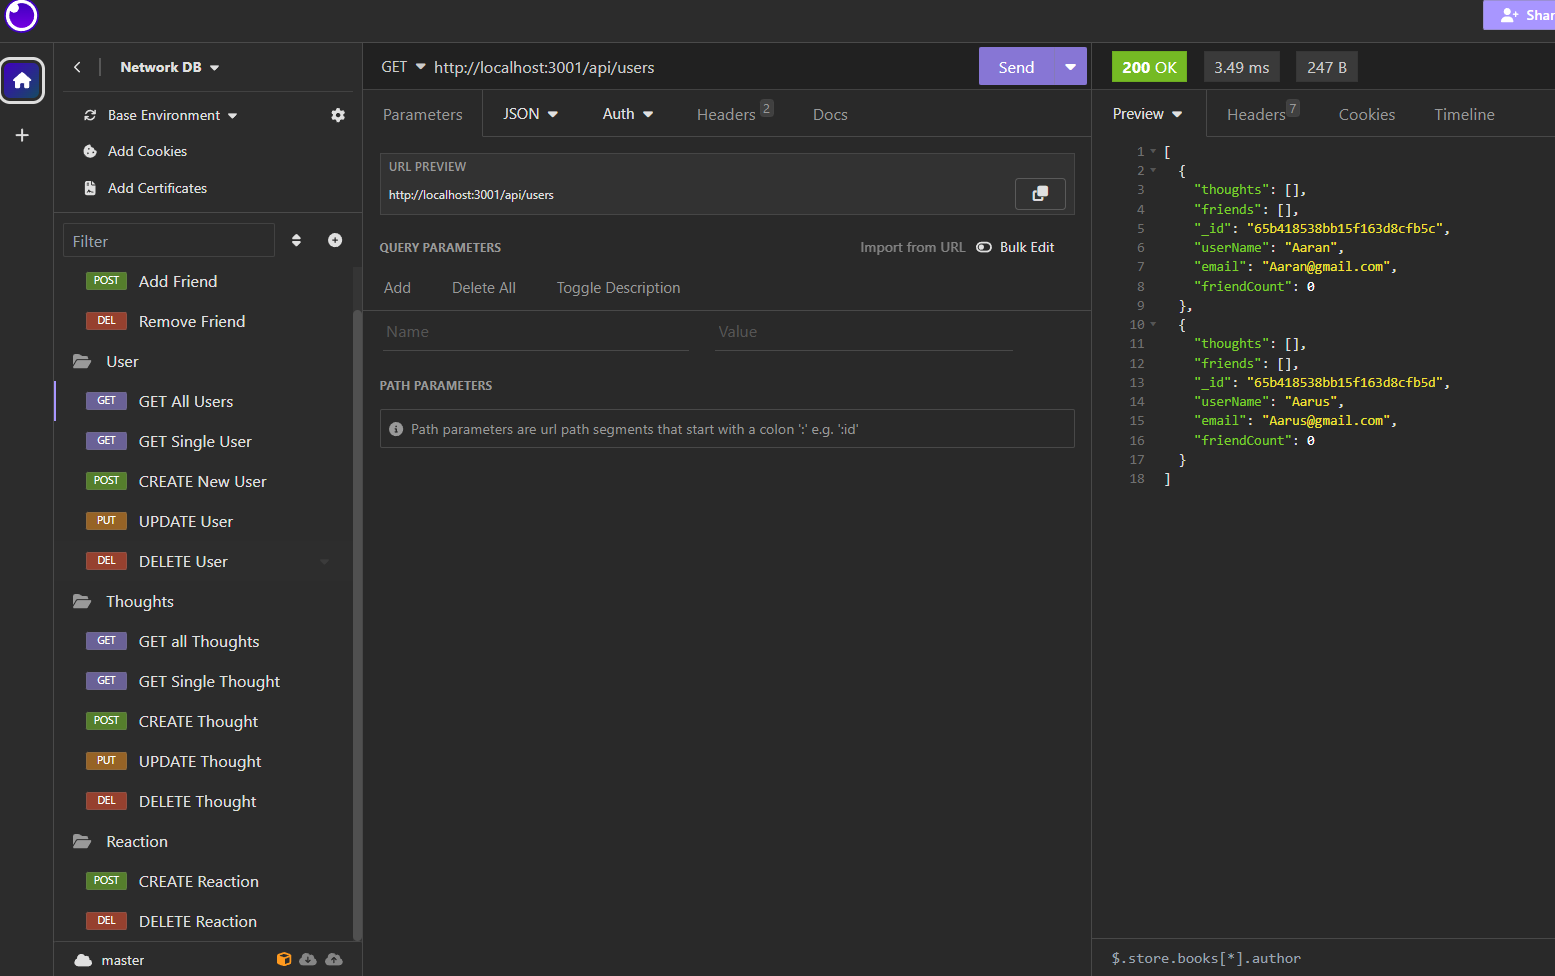 Shar
Network DB
Base Environment
Add Cookies
Add Certificates
Filter
POST Add Friend
DEL Remove Friend
User
GET GET All Users
GET GET Single User
POST CREATE New User
PUT UPDATE User
DEL DELETE User
Thoughts
GET GET all Thoughts
GET GET Single Thought
POST CREATE Thought
PUT UPDATE Thought
DEL DELETE Thought
Reaction
POST CREATE Reaction
DEL DELETE Reaction
master
GET http://localhost:3001/api/users Send
Parameters JSON Auth Headers 2 Docs
URL PREVIEW
http://localhost:3001/api/users
QUERY PARAMETERS Import from URL Bulk Edit
Add Delete All Toggle Description
Name Value
PATH PARAMETERS
Path parameters are url path segments that start with a colon ':' e.g. ':id'
200 OK 3.49 ms 247 B
Preview Headers 7 Cookies Timeline
1 [
2 {
3 "thoughts": [],
4 "friends": [],
5 "_id": "65b418538bb15f163d8cfb5c",
6 "userName": "Aaran",
7 "email": "Aaran@gmail.com",
8 "friendCount": 0
9 },
10 {
11 "thoughts": [],
12 "friends": [],
13 "_id": "65b418538bb15f163d8cfb5d",
14 "userName": "Aarus",
15 "email": "Aarus@gmail.com",
16 "friendCount": 0
17 }
18 ]
$.store.books[*].author